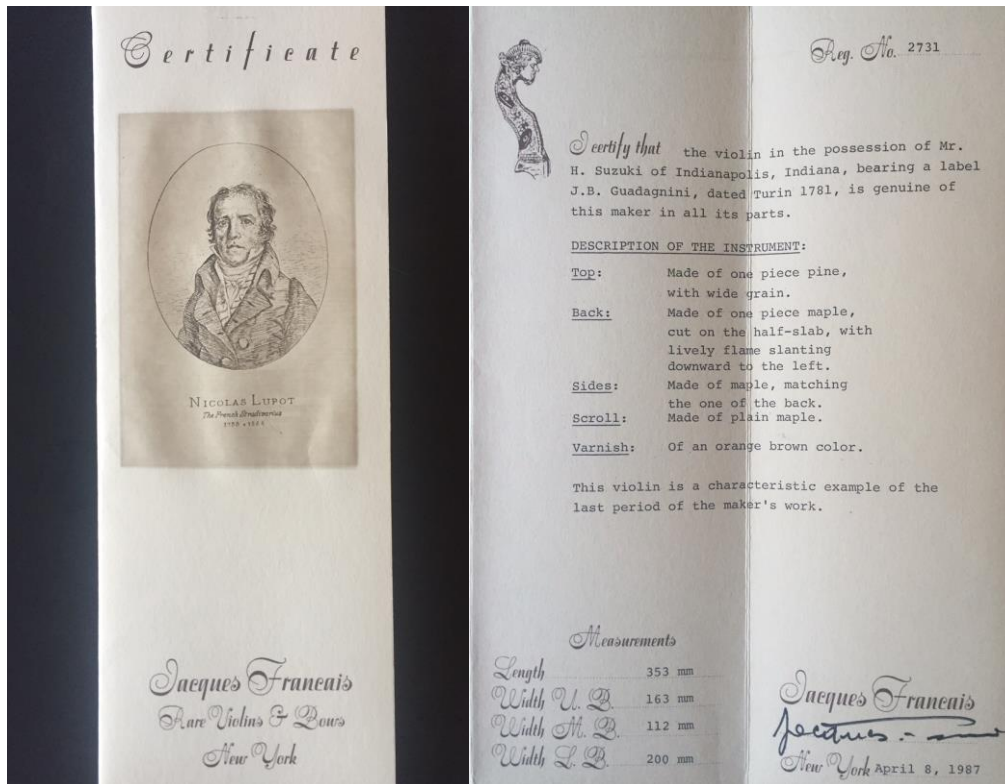 Certificate
NICOLAS LUPOT
The French Stradivarius
Jacques Francais
Rare Violins & Bows
New York
Reg. No. 2731
I certify that the violin in the possession of Mr.
H. Suzuki of Indianapolis, Indiana, bearing a label
J.B. Guadagnini, dated Turin 1781, is genuine of
this maker in all its parts.
DESCRIPTION OF THE INSTRUMENT:
Top: Made of one piece pine,
with wide grain.
Back: Made of one piece maple,
cut on the half-slab, with
lively flame slanting
downward to the left.
Sides: Made of maple, matching
the one of the back.
Scroll: Made of plain maple.
Varnish: Of an orange brown color.
This violin is a characteristic example of the
last period of the maker's work.
Measurements
Length 353 mm
Width U. B. 163 mm
Width M. B. 112 mm
Width L. B. 200 mm
Jacques Francais
New York April 8, 1987